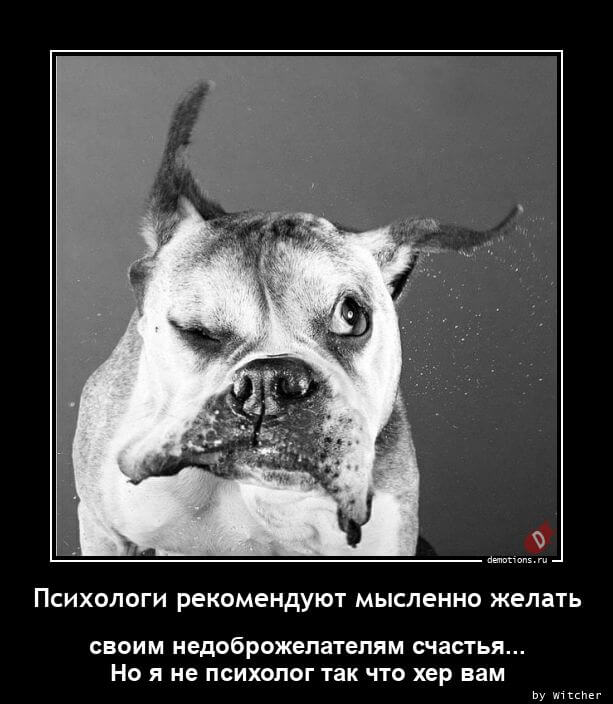 D
demotions.ru
Психологи рекомендуют мысленно желать
своим недоброжелателям счастья...
Но я не психолог так что хер вам
by Witcher